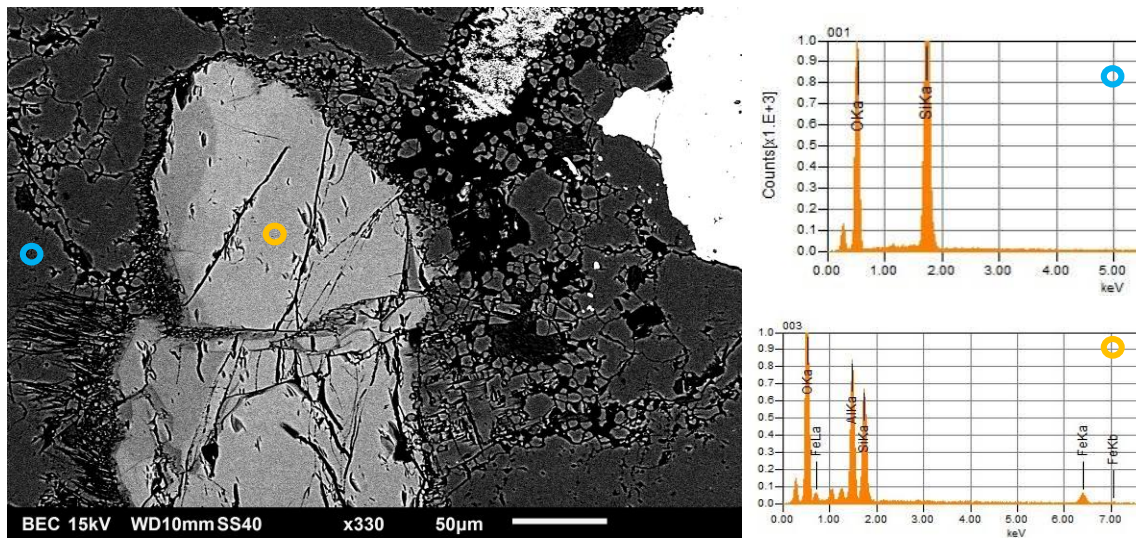 BEC 15kV WD10mm SS40 x330 50µm
001
1.0
0.9
0.8
0.7
0.6
0.5
0.4
0.3
0.2
0.1
0.0
Counts[x1.E+3]
OKa
SiKa
0.00 1.00 2.00 3.00 4.00 5.00
keV
003
1.0
0.9
0.8
0.7
0.6
0.5
0.4
0.3
0.2
0.1
0.0
OKa
FeLa
AlKa
SiKa
FeKa
FeKb
0.00 1.00 2.00 3.00 4.00 5.00 6.00 7.00
keV